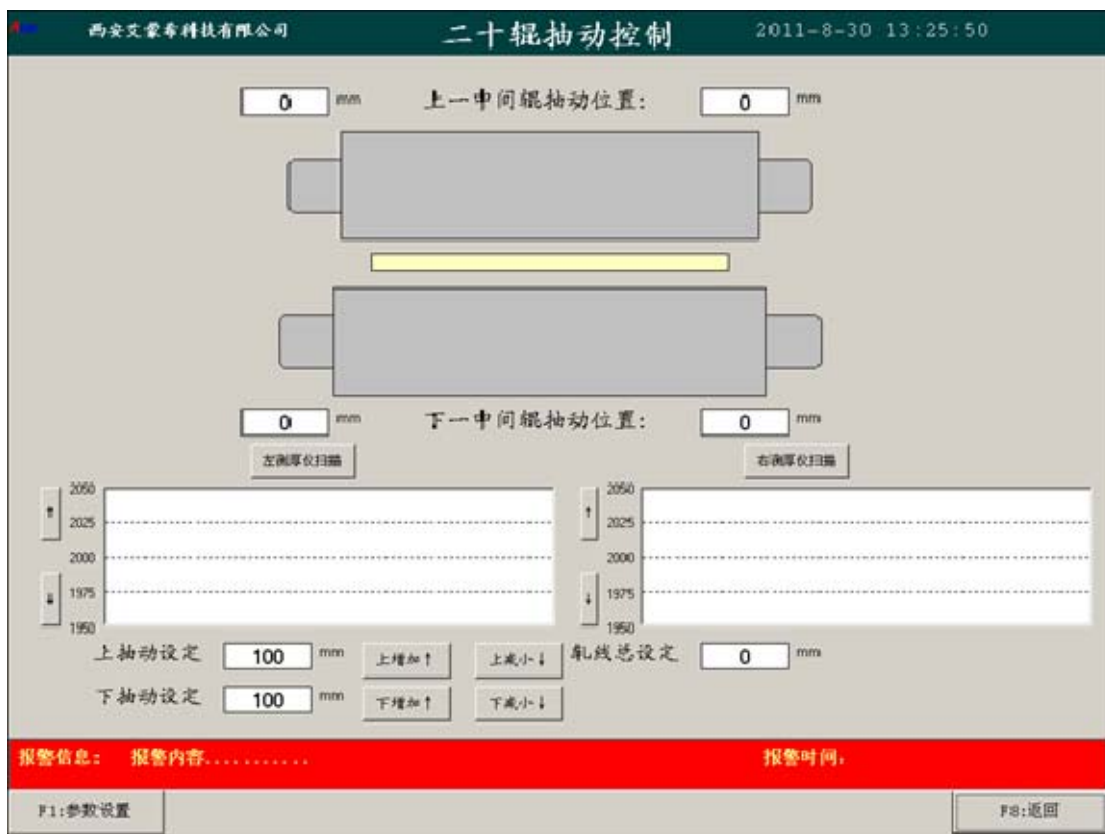 西安艾蒙希科技有限公司 二十辊抽动控制 2011-8-30 13:25:50
0 mm 上一中间辊抽动位置: 0 mm
0 mm 下一中间辊抽动位置: 0 mm
左测厚仪扫描 右测厚仪扫描
2050 2050
↑ ↑
2025 2025
2000 2000
↓ 1975 ↓ 1975
1950 1950
上抽动设定 100 mm 上增加↑ 上减小↓ 轧线总设定 0 mm
下抽动设定 100 mm 下增加↑ 下减小↓
报警信息: 报警内容........... 报警时间:
F1:参数设置 F8:返回